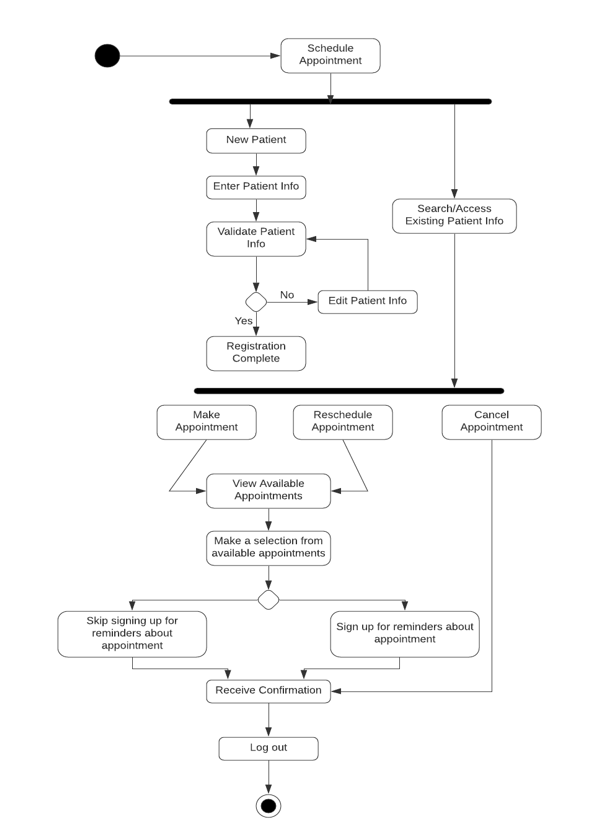 Schedule
Appointment
New Patient
Enter Patient Info
Search/Access
Existing Patient Info
Validate Patient
Info
No
Edit Patient Info
Yes
Registration
Complete
Make
Appointment
Reschedule
Appointment
Cancel
Appointment
View Available
Appointments
Make a selection from
available appointments
Skip signing up for
reminders about
appointment
Sign up for reminders about
appointment
Receive Confirmation
Log out